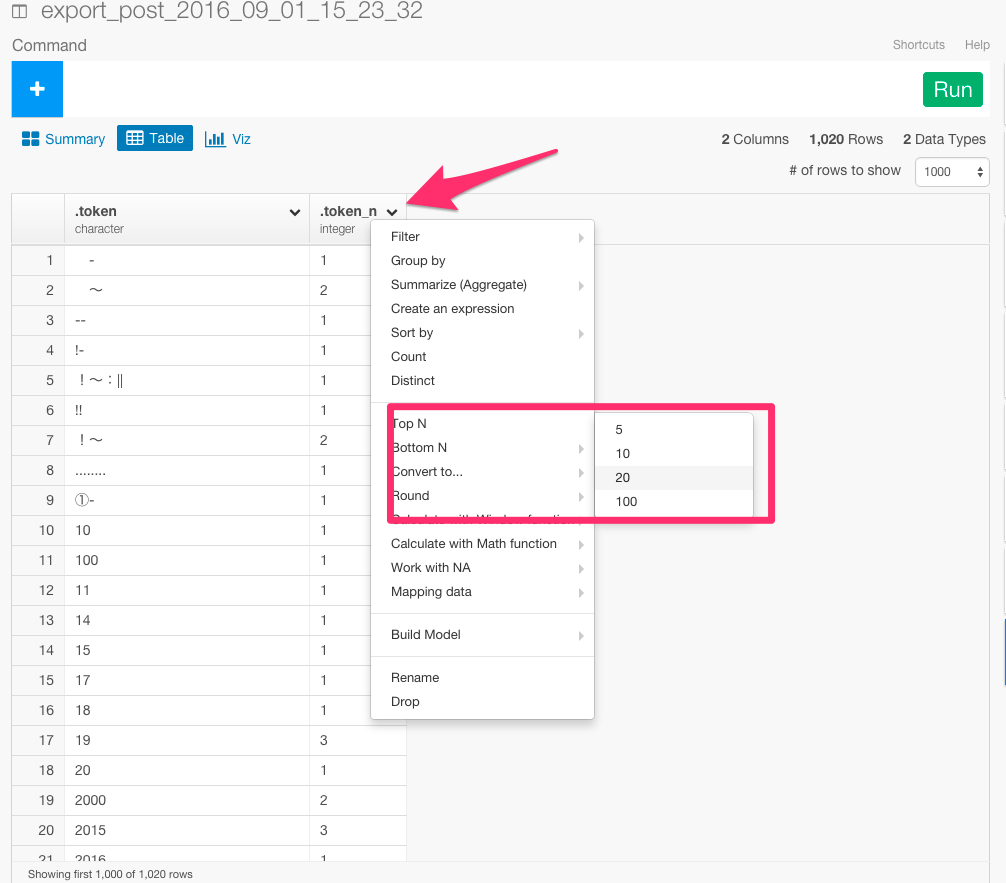 export_post_2016_09_01_15_23_32
Command
Shortcuts Help
+
Run
Summary Table Viz
2 Columns 1,020 Rows 2 Data Types
# of rows to show 1000
.token .token_n
character integer
1 - 1
2 〜 2
3 -- 1
4 !- 1
5 ！〜：|| 1
6 !! 1
7 ！〜 2
8 ........ 1
9 ①- 1
10 10 1
11 100 1
12 11 1
13 14 1
14 15 1
15 17 1
16 18 1
17 19 3
18 20 1
19 2000 2
20 2015 3
21 2016 1
Filter
Group by
Summarize (Aggregate)
Create an expression
Sort by
Count
Distinct
Top N
Bottom N
Convert to...
Round
Calculate with Window function
Calculate with Math function
Work with NA
Mapping data
Build Model
Rename
Drop
5
10
20
100
Showing first 1,000 of 1,020 rows